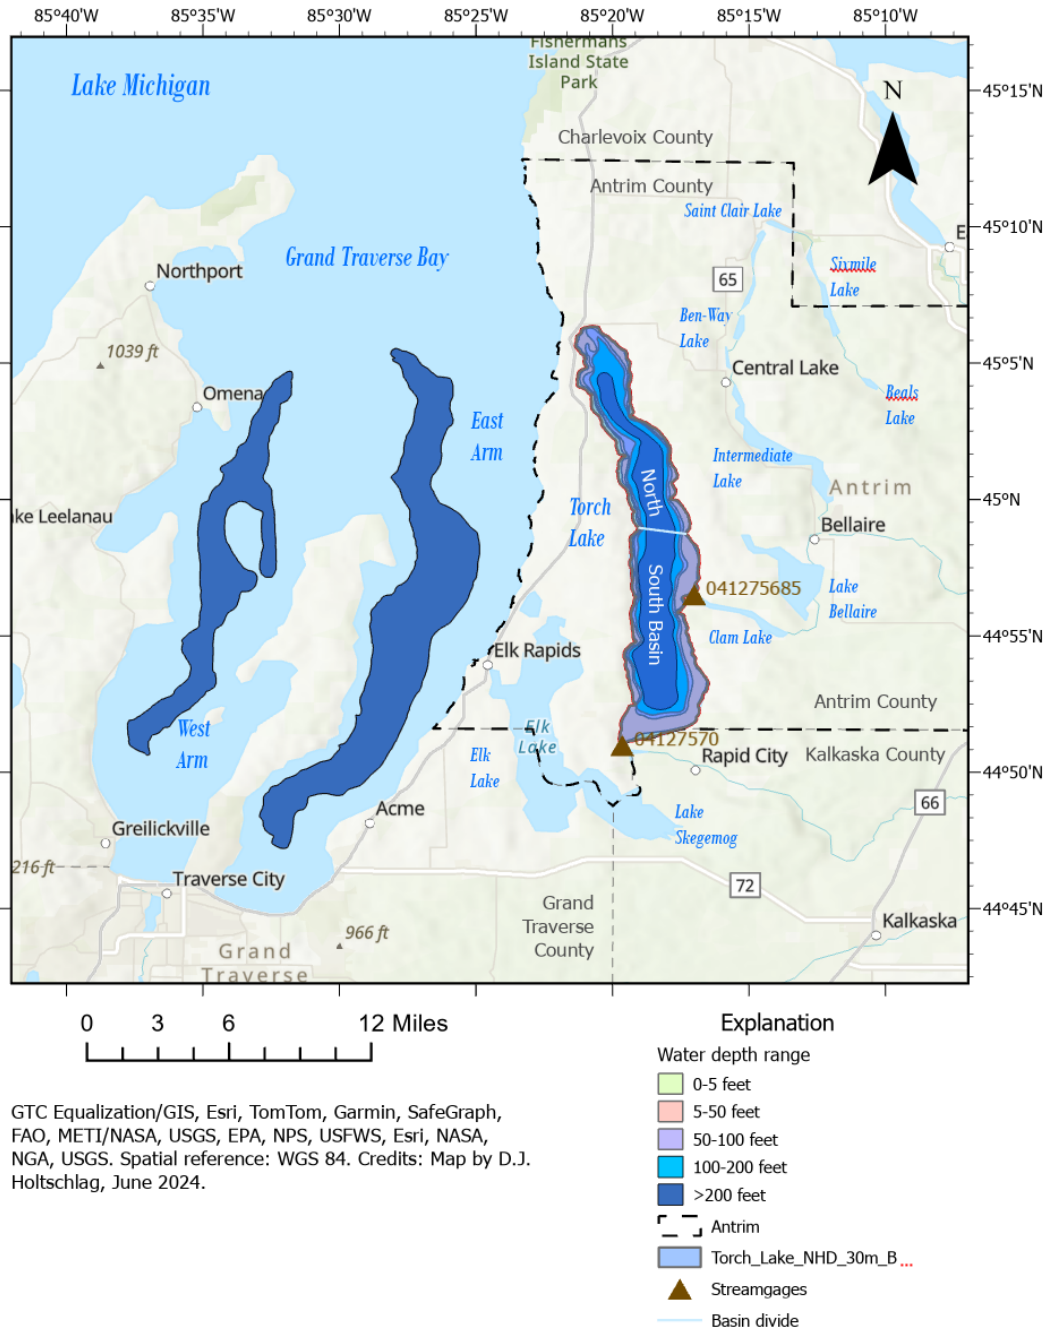 85°40'W
85°35'W
85°30'W
85°25'W
85°20'W
85°15'W
85°10'W
Fishermans
Island State
Park
Lake Michigan
45°15'N
N
Charlevoix County
Antrim County
Saint Clair Lake
45°10'N
E
Grand Traverse Bay
Northport
65
Sixmile
Lake
Ben-Way
Lake
1039 ft
45°5'N
Central Lake
Omena
Beals
Lake
East
Arm
Intermediate
Lake
North
Antrim
45°N
Torch
Lake
ke Leelanau
Bellaire
South Basin
041275685
Lake
Bellaire
Clam Lake
44°55'N
Elk Rapids
Antrim County
West
Arm
Elk
Lake
04127570
Elk
Lake
Rapid City
Kalkaska County
44°50'N
Acme
66
Lake
Skegemog
Greilickville
216 ft
Traverse City
72
Grand
Traverse
County
44°45'N
Kalkaska
966 ft
Grand
Traverse
0 3 6 12 Miles
Explanation
Water depth range
0-5 feet
5-50 feet
50-100 feet
100-200 feet
>200 feet
Antrim
Torch_Lake_NHD_30m_B ...
Streamgages
Basin divide
GTC Equalization/GIS, Esri, TomTom, Garmin, SafeGraph,
FAO, METI/NASA, USGS, EPA, NPS, USFWS, Esri, NASA,
NGA, USGS. Spatial reference: WGS 84. Credits: Map by D.J.
Holtschlag, June 2024.